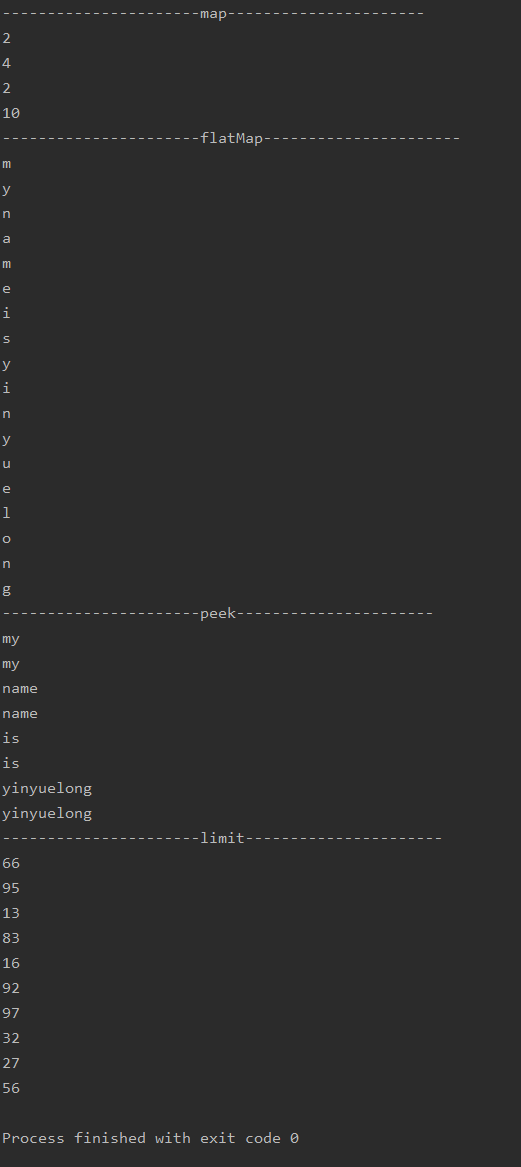 ----------------------map----------------------
2
4
2
10
----------------------flatMap----------------------
m
y
n
a
m
e
i
s
y
i
n
y
u
e
l
o
n
g
----------------------peek----------------------
my
my
name
name
is
is
yinyuelong
yinyuelong
----------------------limit----------------------
66
95
13
83
16
92
97
32
27
56
Process finished with exit code 0